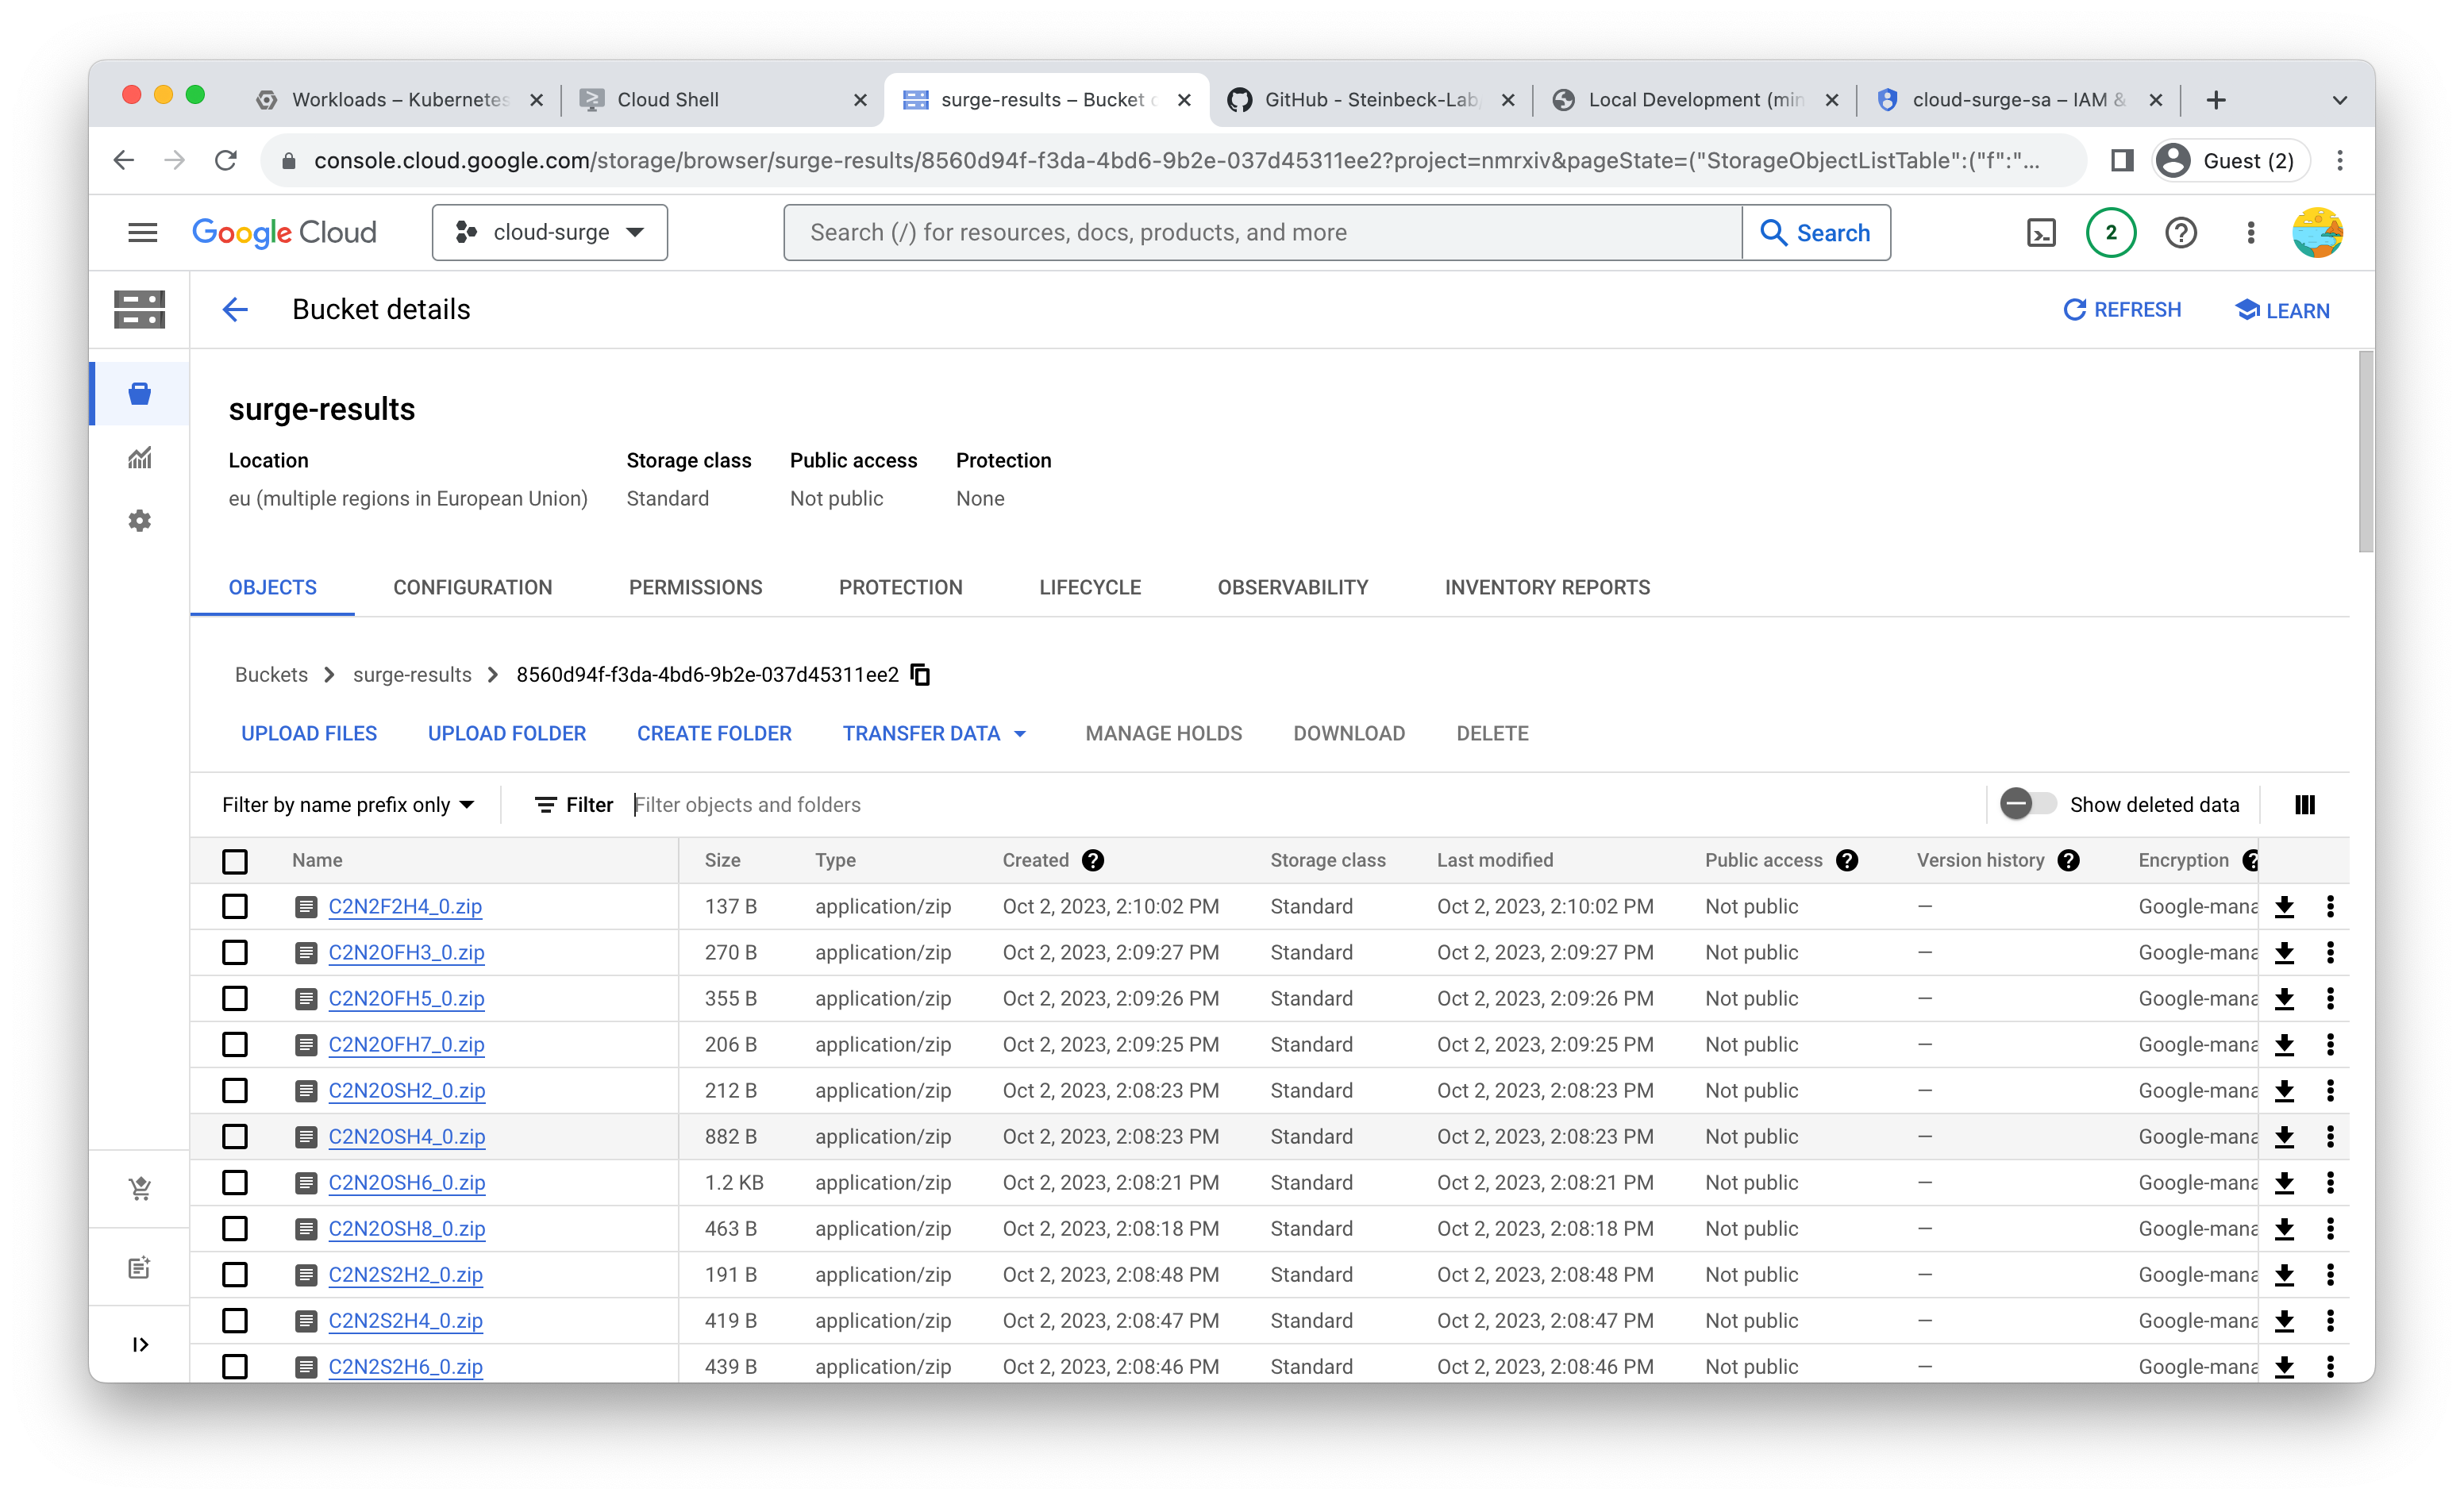 Workloads – Kubernetes
Cloud Shell
surge-results – Bucket
GitHub - Steinbeck-Lab
Local Development (min
cloud-surge-sa – IAM &
console.cloud.google.com/storage/browser/surge-results/8560d94f-f3da-4bd6-9b2e-037d45311ee2?project=nmrxiv&pageState=("StorageObjectListTable":("f":"...
Guest (2)
Google Cloud
cloud-surge
Search (/) for resources, docs, products, and more
Search
2
Bucket details
REFRESH
LEARN
surge-results
Location Storage class Public access Protection
eu (multiple regions in European Union) Standard Not public None
OBJECTS CONFIGURATION PERMISSIONS PROTECTION LIFECYCLE OBSERVABILITY INVENTORY REPORTS
Buckets > surge-results > 8560d94f-f3da-4bd6-9b2e-037d45311ee2
UPLOAD FILES UPLOAD FOLDER CREATE FOLDER TRANSFER DATA MANAGE HOLDS DOWNLOAD DELETE
Filter by name prefix only Filter Filter objects and folders Show deleted data
Name Size Type Created Storage class Last modified Public access Version history Encryption
C2N2F2H4_0.zip 137 B application/zip Oct 2, 2023, 2:10:02 PM Standard Oct 2, 2023, 2:10:02 PM Not public — Google-mana
C2N2OFH3_0.zip 270 B application/zip Oct 2, 2023, 2:09:27 PM Standard Oct 2, 2023, 2:09:27 PM Not public — Google-mana
C2N2OFH5_0.zip 355 B application/zip Oct 2, 2023, 2:09:26 PM Standard Oct 2, 2023, 2:09:26 PM Not public — Google-mana
C2N2OFH7_0.zip 206 B application/zip Oct 2, 2023, 2:09:25 PM Standard Oct 2, 2023, 2:09:25 PM Not public — Google-mana
C2N2OSH2_0.zip 212 B application/zip Oct 2, 2023, 2:08:23 PM Standard Oct 2, 2023, 2:08:23 PM Not public — Google-mana
C2N2OSH4_0.zip 882 B application/zip Oct 2, 2023, 2:08:23 PM Standard Oct 2, 2023, 2:08:23 PM Not public — Google-mana
C2N2OSH6_0.zip 1.2 KB application/zip Oct 2, 2023, 2:08:21 PM Standard Oct 2, 2023, 2:08:21 PM Not public — Google-mana
C2N2OSH8_0.zip 463 B application/zip Oct 2, 2023, 2:08:18 PM Standard Oct 2, 2023, 2:08:18 PM Not public — Google-mana
C2N2S2H2_0.zip 191 B application/zip Oct 2, 2023, 2:08:48 PM Standard Oct 2, 2023, 2:08:48 PM Not public — Google-mana
C2N2S2H4_0.zip 419 B application/zip Oct 2, 2023, 2:08:47 PM Standard Oct 2, 2023, 2:08:47 PM Not public — Google-mana
C2N2S2H6_0.zip 439 B application/zip Oct 2, 2023, 2:08:46 PM Standard Oct 2, 2023, 2:08:46 PM Not public — Google-mana